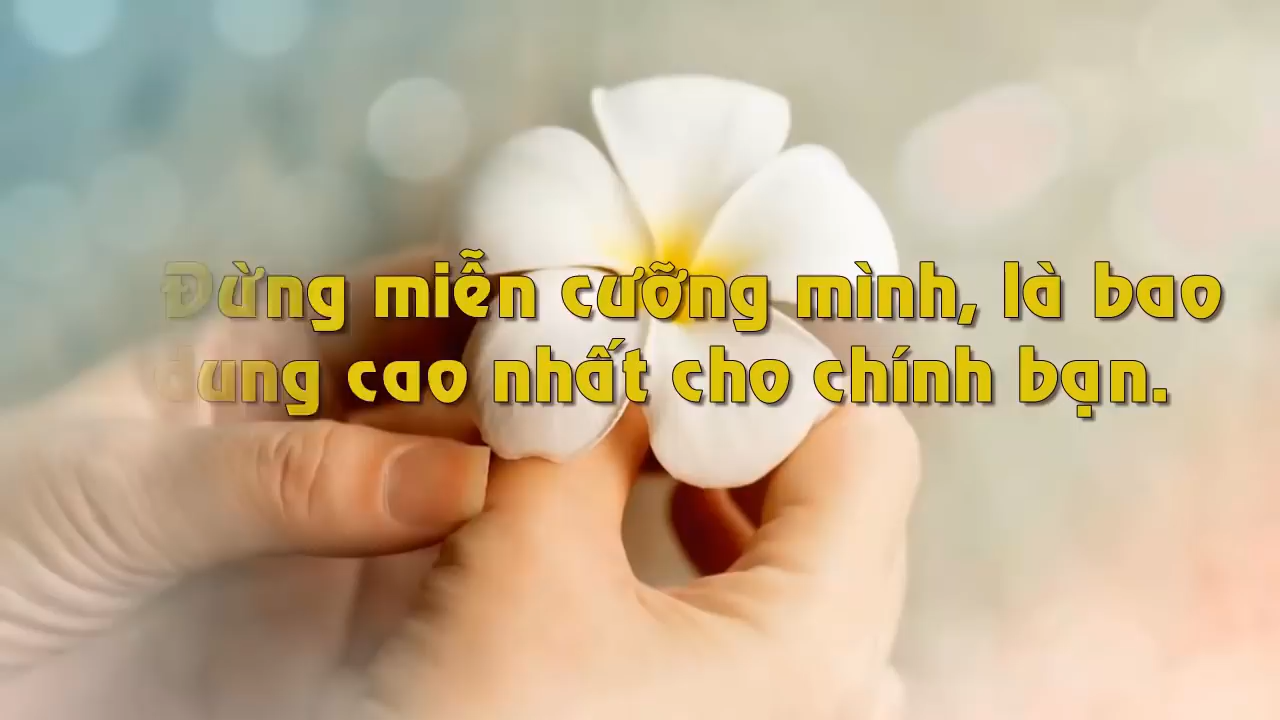 Đừng miễn cưỡng mình, là bao
dung cao nhất cho chính bạn.